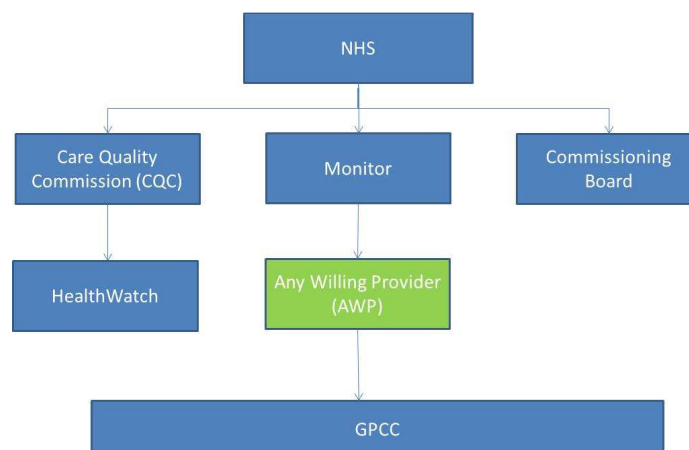 NHS
Care Quality
Commission (CQC)
Monitor
Commissioning
Board
HealthWatch
Any Willing Provider
(AWP)
GPCC